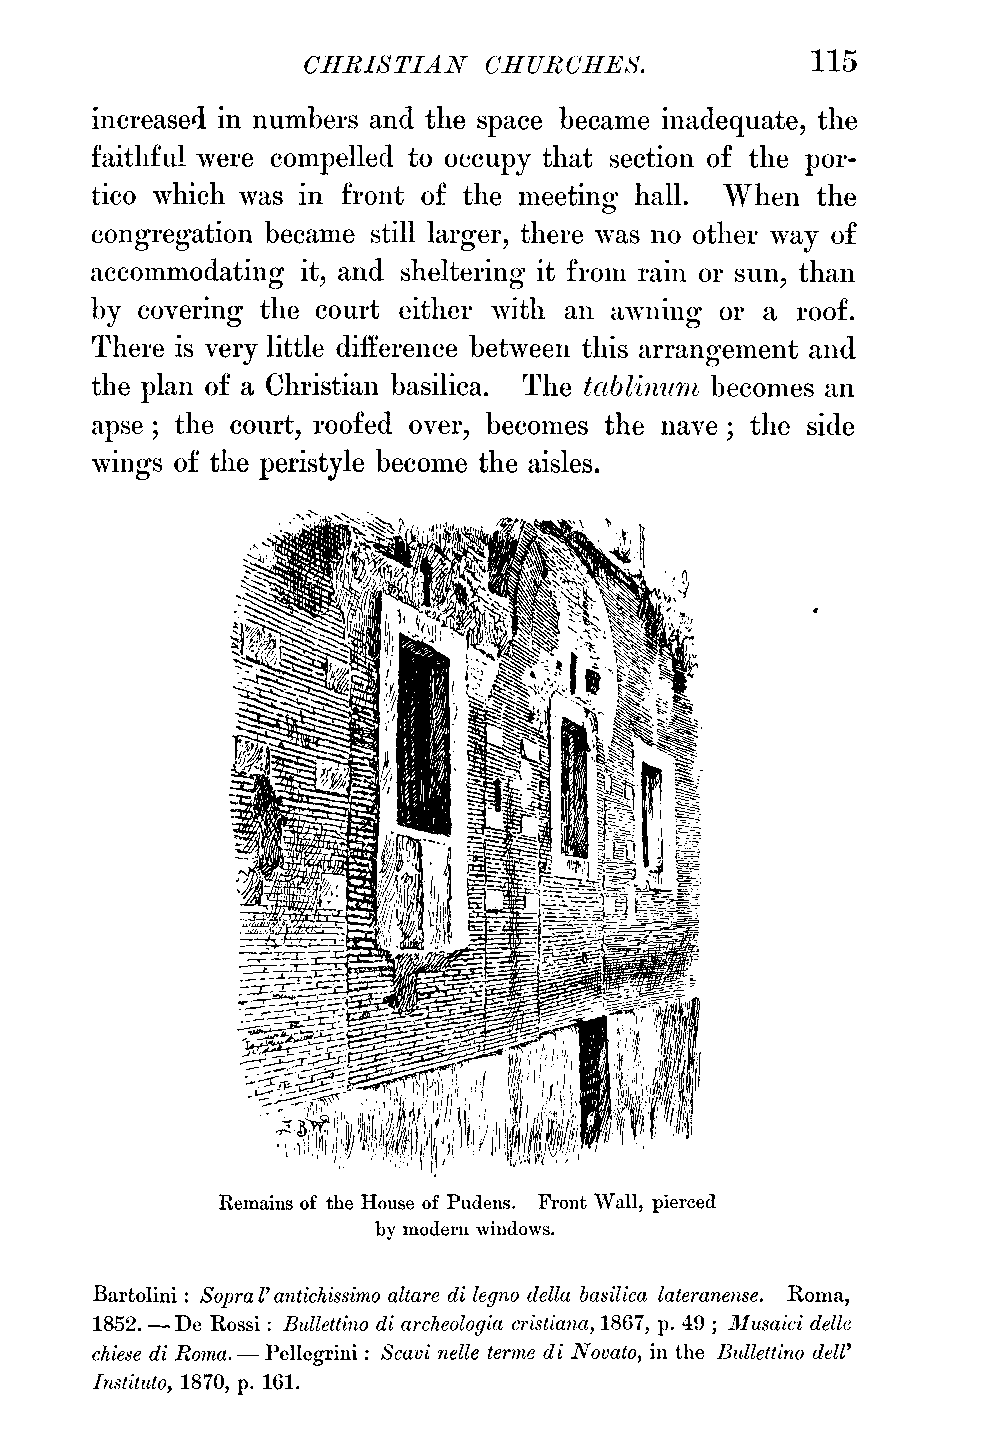 CHRISTIAN CHURCHES. 115
increased in numbers and the space became inadequate, the
faithful were compelled to occupy that section of the por-
tico which was in front of the meeting hall. When the
congregation became still larger, there was no other way of
accommodating it, and sheltering it from rain or sun, than
by covering the court either with an awning or a roof.
There is very little difference between this arrangement and
the plan of a Christian basilica. The tablinum becomes an
apse ; the court, roofed over, becomes the nave ; the side
wings of the peristyle become the aisles.
Remains of the House of Pudens. Front Wall, pierced
by modern windows.
Bartolini : Sopra l' antichissimo altare di legno della basilica lateranense. Roma,
1852. — De Rossi : Bullettino di archeologia cristiana, 1867, p. 49 ; Musaici delle
chiese di Roma. — Pellegrini : Scavi nelle terme di Novato, in the Bullettino dell'
Instituto, 1870, p. 161.